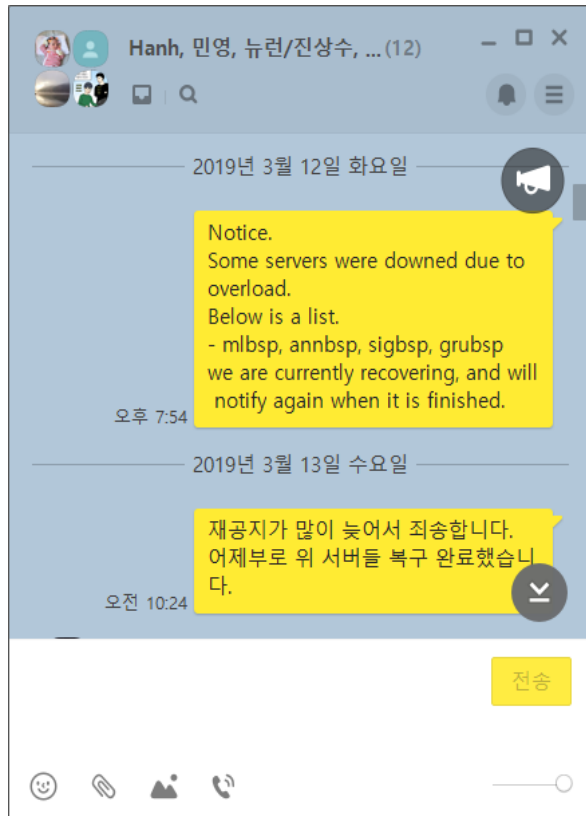 Hanh, 민영, 뉴런/진상수, ... (12)
2019년 3월 12일 화요일
Notice.
Some servers were downed due to
overload.
Below is a list.
- mlbsp, annbsp, sigbsp, grubsp
we are currently recovering, and will
notify again when it is finished.
오후 7:54
2019년 3월 13일 수요일
재공지가 많이 늦어서 죄송합니다.
어제부로 위 서버들 복구 완료했습니
다.
오전 10:24
전송